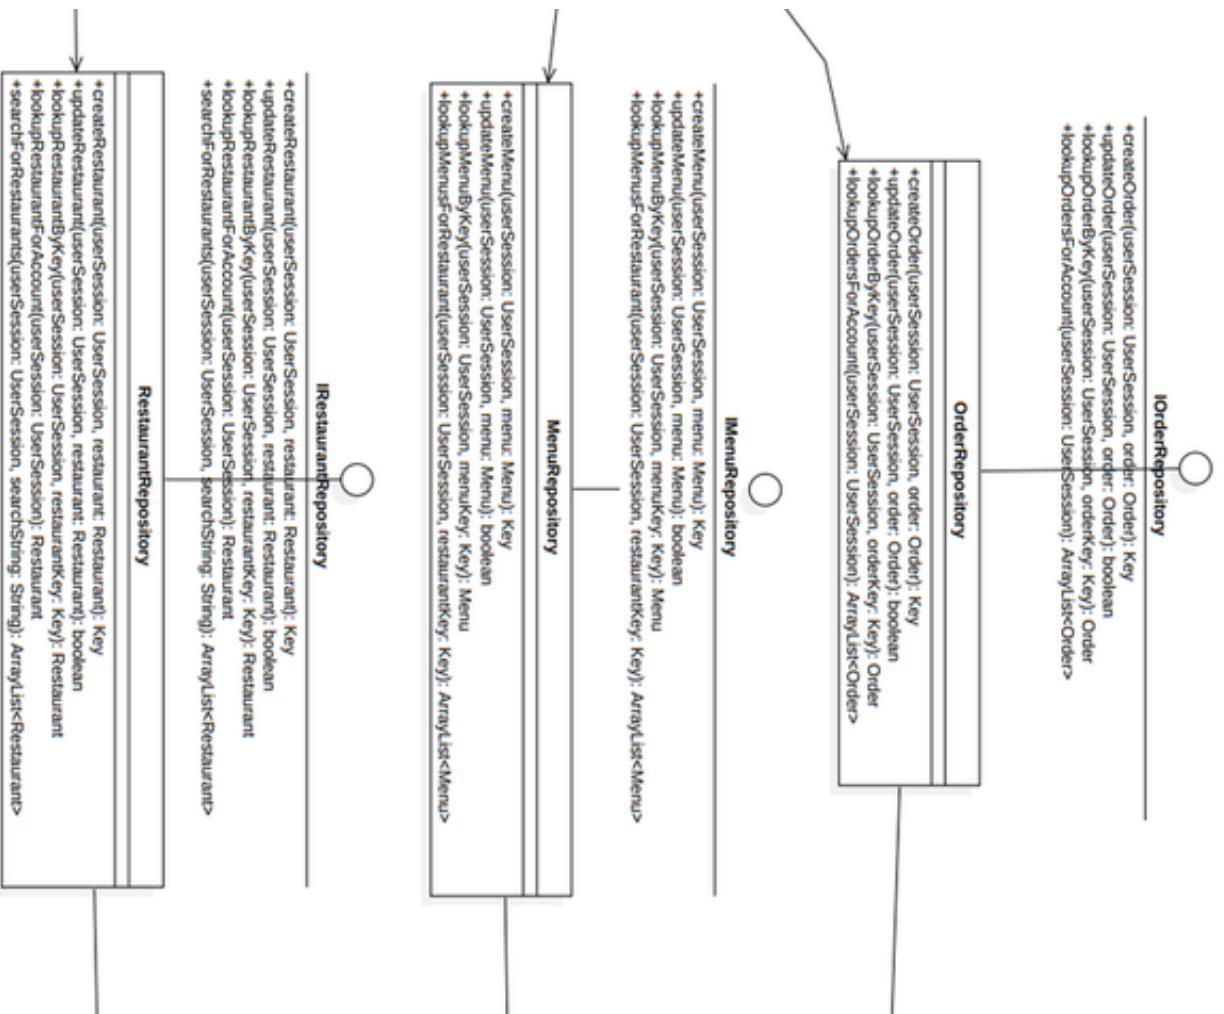 IOrderRepository
+createOrder(userSession: UserSession, order: Order): Key
+updateOrder(userSession: UserSession, order: Order): boolean
+lookupOrderByKey(userSession: UserSession, orderKey: Key): Order
+lookupOrdersForAccount(userSession: UserSession): ArrayList<Order>
OrderRepository
+createOrder(userSession: UserSession, order: Order): Key
+updateOrder(userSession: UserSession, order: Order): boolean
+lookupOrderByKey(userSession: UserSession, orderKey: Key): Order
+lookupOrdersForAccount(userSession: UserSession): ArrayList<Order>
IMenuRepository
+createMenu(userSession: UserSession, menu: Menu): Key
+updateMenu(userSession: UserSession, menu: Menu): boolean
+lookupMenuByKey(userSession: UserSession, menuKey: Key): Menu
+lookupMenusForRestaurant(userSession: UserSession, restaurantKey: Key): ArrayList<Menu>
MenuRepository
+createMenu(userSession: UserSession, menu: Menu): Key
+updateMenu(userSession: UserSession, menu: Menu): boolean
+lookupMenuByKey(userSession: UserSession, menuKey: Key): Menu
+lookupMenusForRestaurant(userSession: UserSession, restaurantKey: Key): ArrayList<Menu>
IRestaurantRepository
+createRestaurant(userSession: UserSession, restaurant: Restaurant): Key
+updateRestaurant(userSession: UserSession, restaurant: Restaurant): boolean
+lookupRestaurantByKey(userSession: UserSession, restaurantKey: Key): Restaurant
+lookupRestaurantForAccount(userSession: UserSession): Restaurant
+searchForRestaurants(userSession: UserSession, searchString: String): ArrayList<Restaurant>
RestaurantRepository
+createRestaurant(userSession: UserSession, restaurant: Restaurant): Key
+updateRestaurant(userSession: UserSession, restaurant: Restaurant): boolean
+lookupRestaurantByKey(userSession: UserSession, restaurantKey: Key): Restaurant
+lookupRestaurantForAccount(userSession: UserSession): Restaurant
+searchForRestaurants(userSession: UserSession, searchString: String): ArrayList<Restaurant>